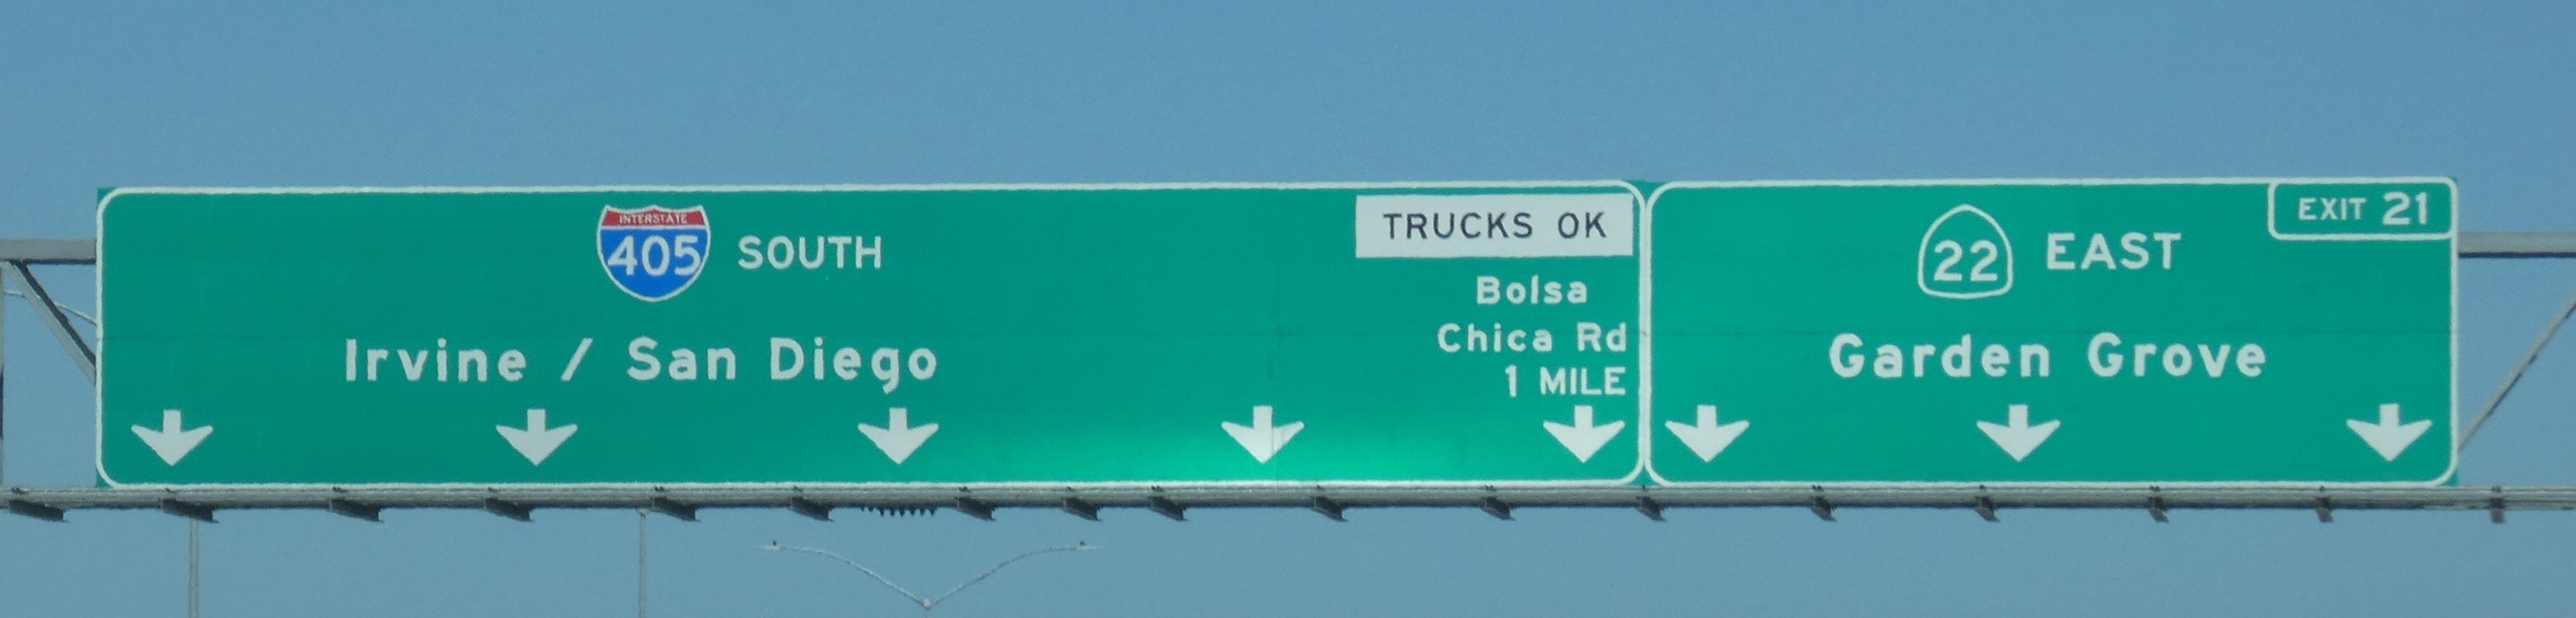 INTERSTATE
405 SOUTH
Irvine / San Diego
TRUCKS OK
Bolsa
Chica Rd
1 MILE
EXIT 21
22 EAST
Garden Grove